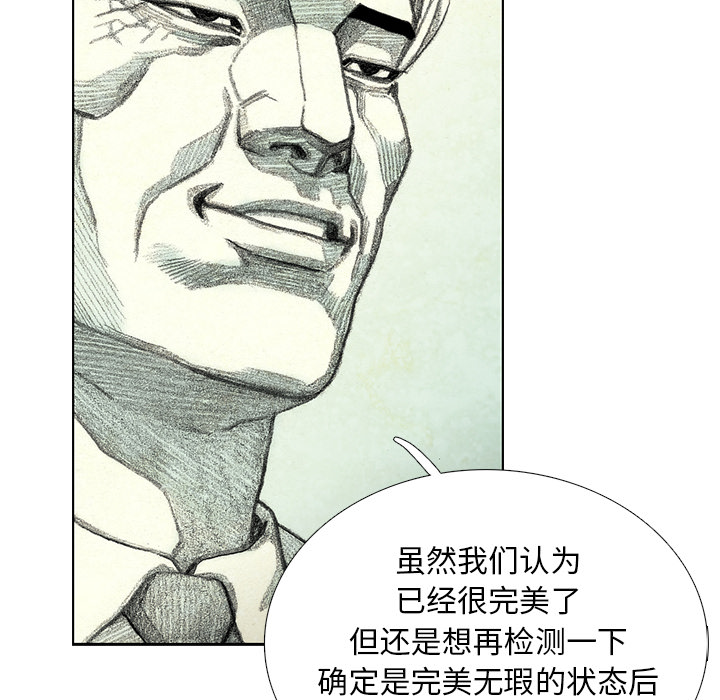 虽然我们认为
已经很完美了
但还是想再检测一下
确定是完美无瑕的状态后